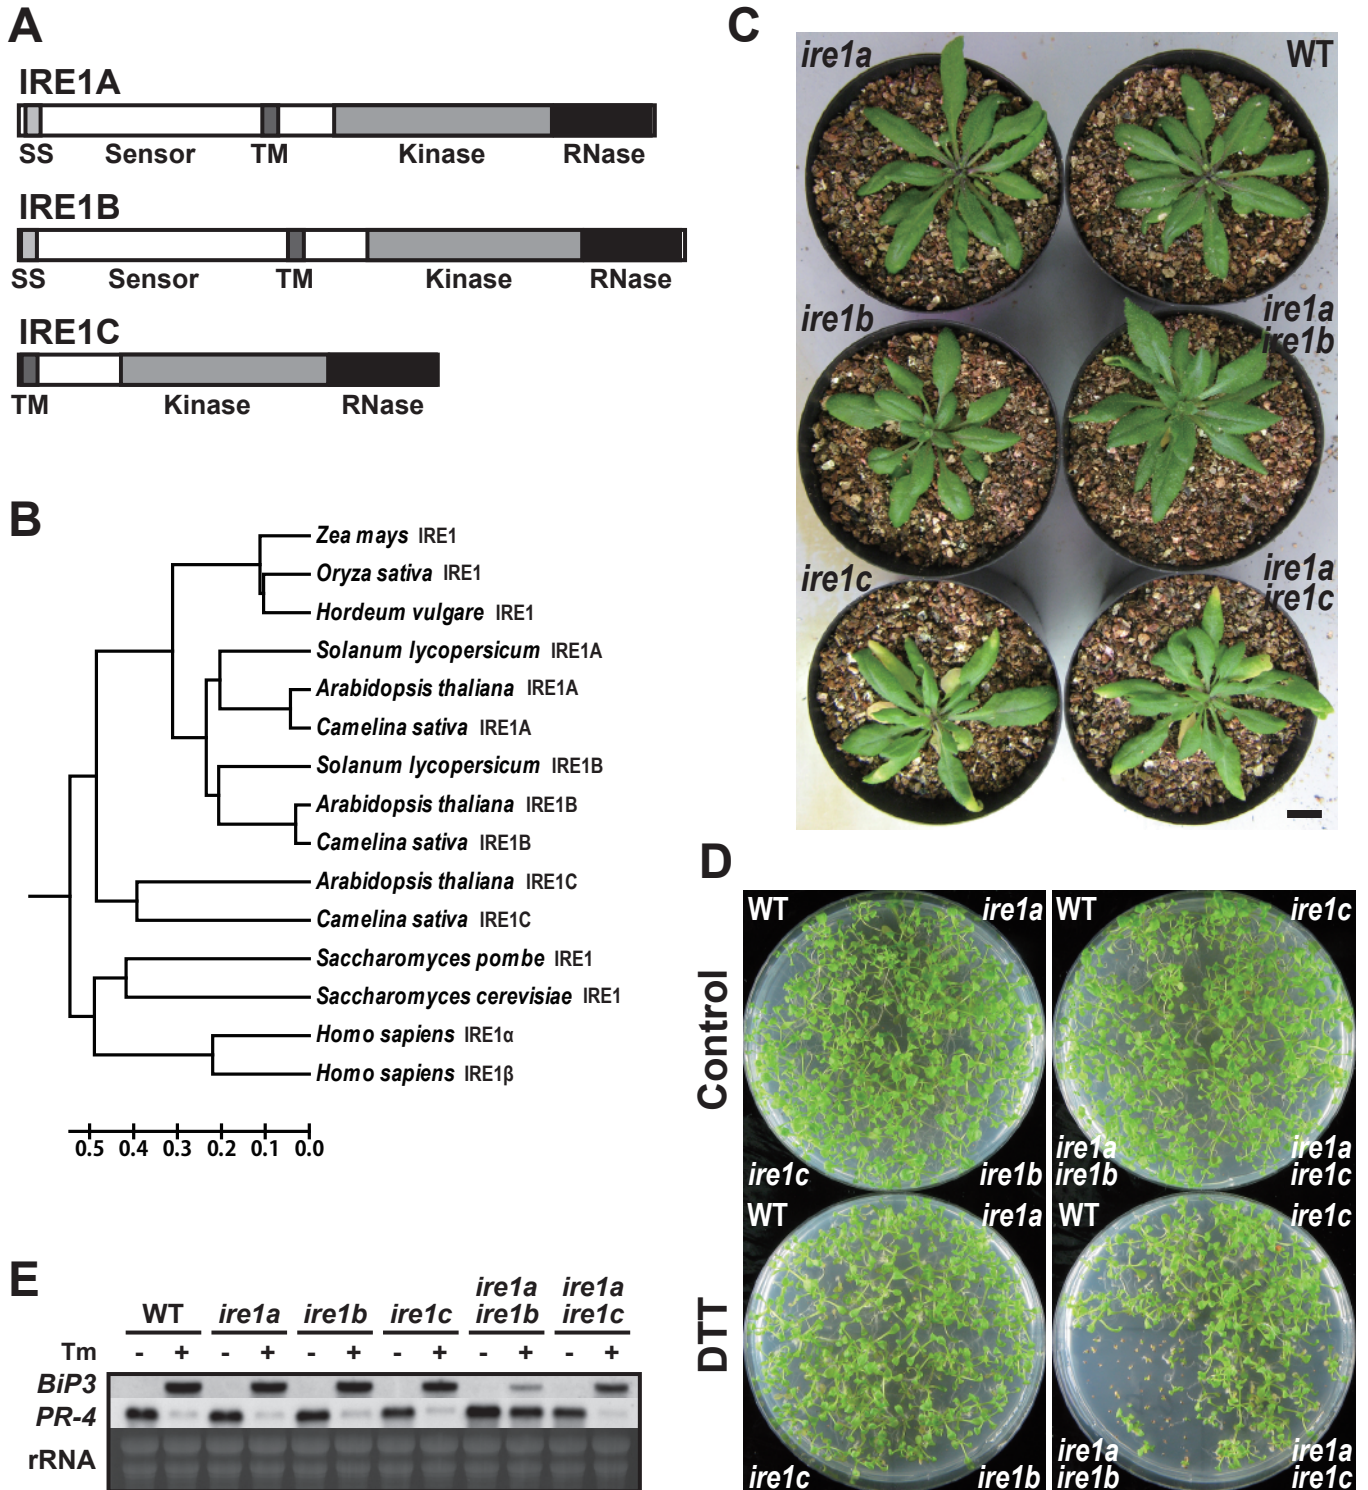 A
IRE1A
SS Sensor TM Kinase RNase
IRE1B
SS Sensor TM Kinase RNase
IRE1C
TM Kinase RNase
B
Zea mays IRE1
Oryza sativa IRE1
Hordeum vulgare IRE1
Solanum lycopersicum IRE1A
Arabidopsis thaliana IRE1A
Camelina sativa IRE1A
Solanum lycopersicum IRE1B
Arabidopsis thaliana IRE1B
Camelina sativa IRE1B
Arabidopsis thaliana IRE1C
Camelina sativa IRE1C
Saccharomyces pombe IRE1
Saccharomyces cerevisiae IRE1
Homo sapiens IRE1α
Homo sapiens IRE1β
0.5 0.4 0.3 0.2 0.1 0.0
C
ire1a WT
ire1b ire1a
ire1b
ire1c ire1a
ire1c
D
Control
WT ire1a
ire1c ire1b
WT ire1c
ire1a ire1a
ire1b ire1c
DTT
WT ire1a
ire1c ire1b
WT ire1c
ire1a ire1a
ire1b ire1c
E
ire1a ire1a
WT ire1a ire1b ire1c ire1b ire1c
Tm - + - + - + - + - + - +
BiP3
PR-4
rRNA